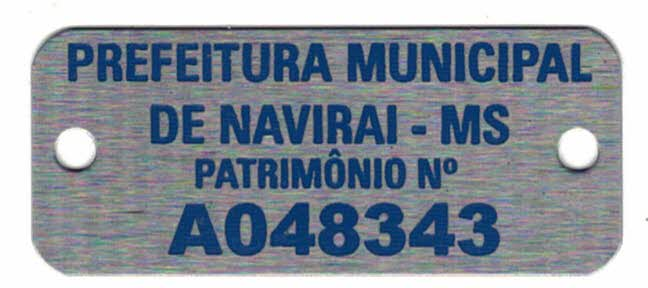 PREFEITURA MUNICIPAL
DE NAVIRAI - MS
PATRIMÔNIO Nº
A048343